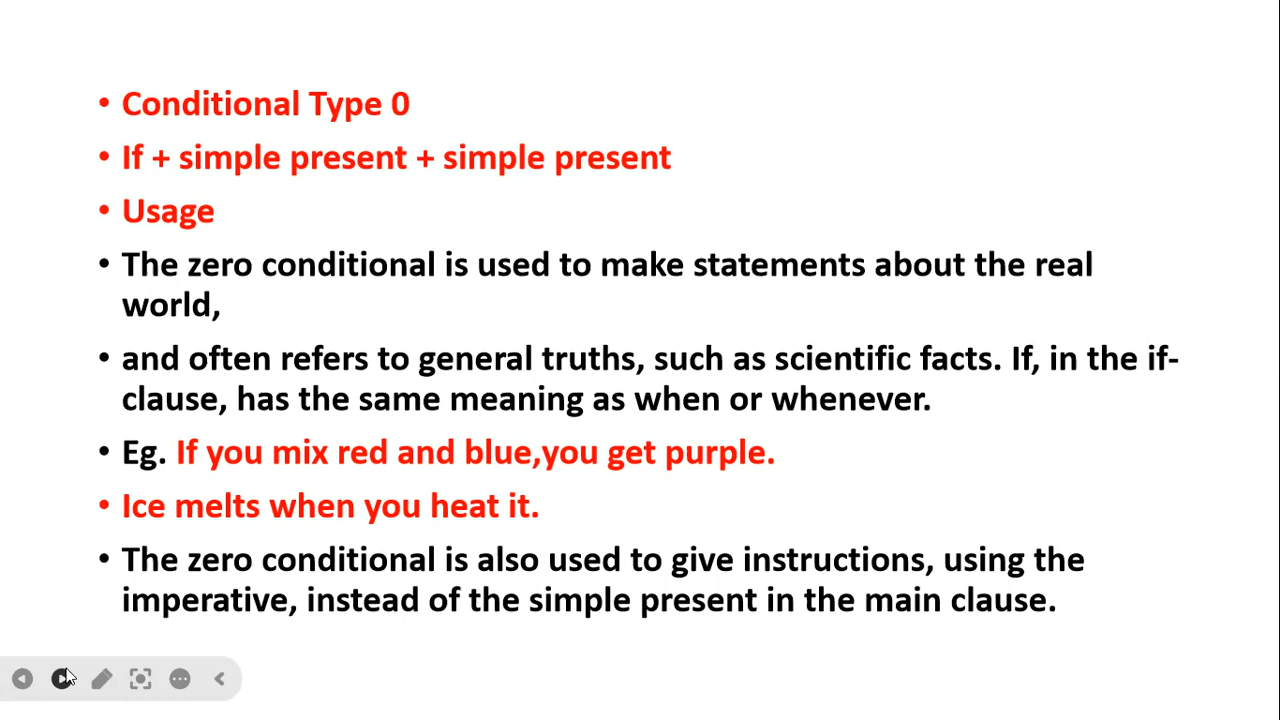 • Conditional Type 0
• If + simple present + simple present
• Usage
• The zero conditional is used to make statements about the real
world,
• and often refers to general truths, such as scientific facts. If, in the if-
clause, has the same meaning as when or whenever.
• Eg. If you mix red and blue,you get purple.
• Ice melts when you heat it.
• The zero conditional is also used to give instructions, using the
imperative, instead of the simple present in the main clause.